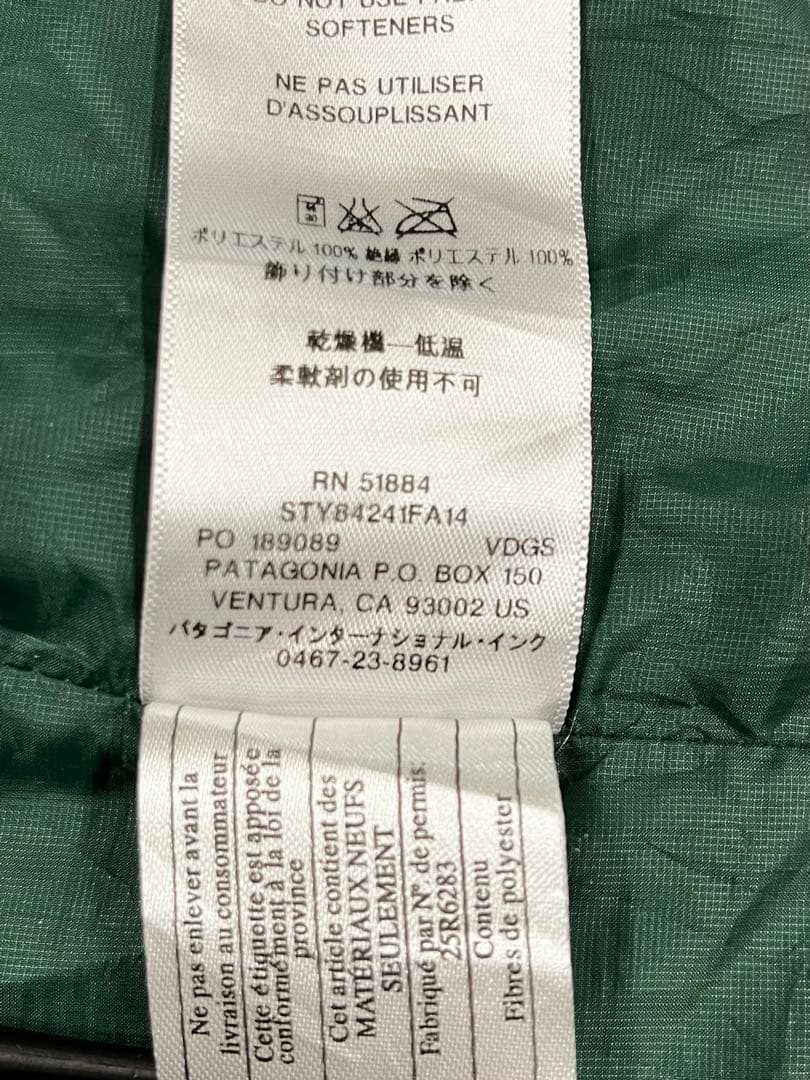 DO NOT USE
SOFTENERS
NE PAS UTILISER
D'ASSOUPLISSANT
30
ポリエステル 100% 絶縁 ポリエステル 100%
飾り付け部分を除く
乾燥機—低温
柔軟剤の使用不可
RN 51884
STY84241FA14
PO 189089 VDGS
PATAGONIA P.O. BOX 150
VENTURA, CA 93002 US
パタゴニア・インターナショナル・インク
0467-23-8961
Ne pas enlever avant la
livraison au consommateur
Cette étiquette est apposée
conformément à la loi de la
province
Cet article contient des
MATÉRIAUX NEUFS
SEULEMENT
Fabriqué par N°. de permis:
25R6283
Contenu
Fibres de polyester